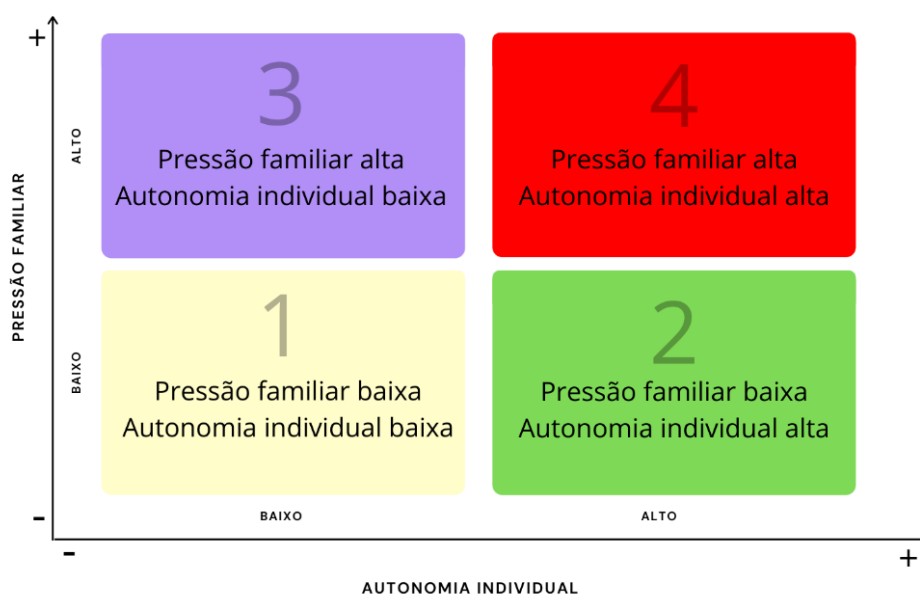 +
ALTO
BAIXO
PRESSÃO FAMILIAR
-
3
Pressão familiar alta
Autonomia individual baixa
4
Pressão familiar alta
Autonomia individual alta
1
Pressão familiar baixa
Autonomia individual baixa
2
Pressão familiar baixa
Autonomia individual alta
BAIXO
ALTO
-
+
AUTONOMIA INDIVIDUAL